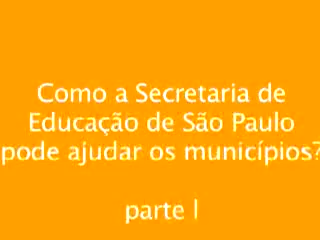 Como a Secretaria de
Educação de São Paulo
pode ajudar os municípios?
parte I